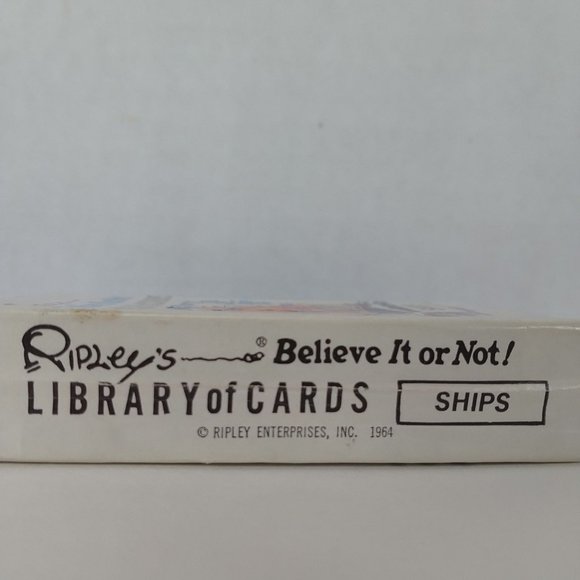 Ripley's ® Believe It or Not!
LIBRARY of CARDS SHIPS
© RIPLEY ENTERPRISES, INC. 1964